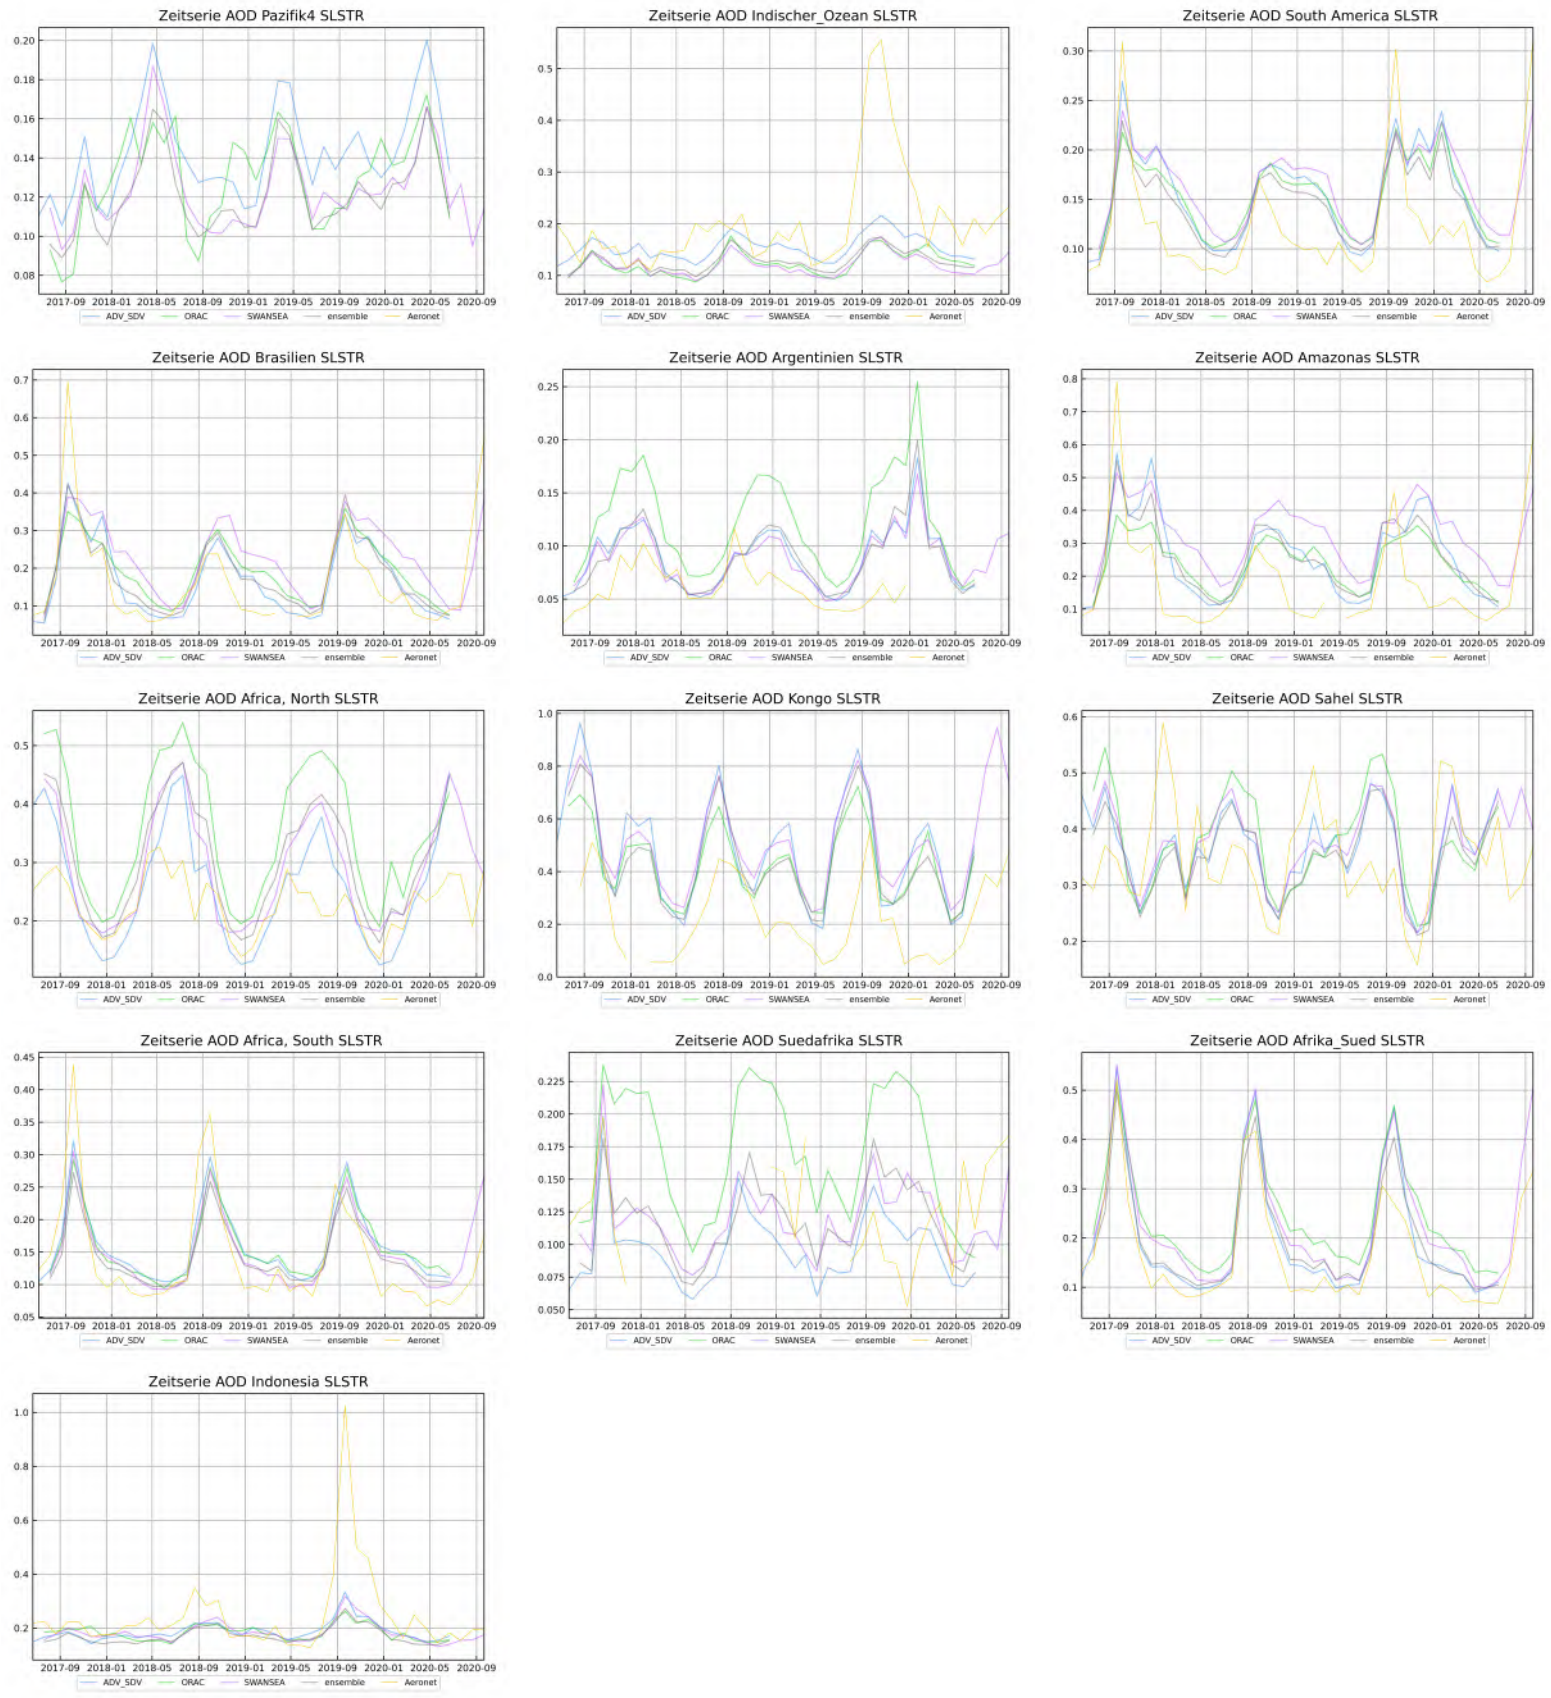 Zeitserie AOD Pazifik4 SLSTR
0.20
0.18
0.16
0.14
0.12
0.10
0.08
2017-09 2018-01 2018-05 2018-09 2019-01 2019-05 2019-09 2020-01 2020-05 2020-09
ADV_SDV ORAC SWANSEA ensemble Aeronet
Zeitserie AOD Indischer_Ozean SLSTR
0.5
0.4
0.3
0.2
0.1
2017-09 2018-01 2018-05 2018-09 2019-01 2019-05 2019-09 2020-01 2020-05 2020-09
ADV_SDV ORAC SWANSEA ensemble Aeronet
Zeitserie AOD South America SLSTR
0.30
0.25
0.20
0.15
0.10
2017-09 2018-01 2018-05 2018-09 2019-01 2019-05 2019-09 2020-01 2020-05 2020-09
ADV_SDV ORAC SWANSEA ensemble Aeronet
Zeitserie AOD Brasilien SLSTR
0.7
0.6
0.5
0.4
0.3
0.2
0.1
2017-09 2018-01 2018-05 2018-09 2019-01 2019-05 2019-09 2020-01 2020-05 2020-09
ADV_SDV ORAC SWANSEA ensemble Aeronet
Zeitserie AOD Argentinien SLSTR
0.25
0.20
0.15
0.10
0.05
2017-09 2018-01 2018-05 2018-09 2019-01 2019-05 2019-09 2020-01 2020-05 2020-09
ADV_SDV ORAC SWANSEA ensemble Aeronet
Zeitserie AOD Amazonas SLSTR
0.8
0.7
0.6
0.5
0.4
0.3
0.2
0.1
2017-09 2018-01 2018-05 2018-09 2019-01 2019-05 2019-09 2020-01 2020-05 2020-09
ADV_SDV ORAC SWANSEA ensemble Aeronet
Zeitserie AOD Africa, North SLSTR
0.5
0.4
0.3
0.2
2017-09 2018-01 2018-05 2018-09 2019-01 2019-05 2019-09 2020-01 2020-05 2020-09
ADV_SDV ORAC SWANSEA ensemble Aeronet
Zeitserie AOD Kongo SLSTR
1.0
0.8
0.6
0.4
0.2
0.0
2017-09 2018-01 2018-05 2018-09 2019-01 2019-05 2019-09 2020-01 2020-05 2020-09
ADV_SDV ORAC SWANSEA ensemble Aeronet
Zeitserie AOD Sahel SLSTR
0.6
0.5
0.4
0.3
0.2
2017-09 2018-01 2018-05 2018-09 2019-01 2019-05 2019-09 2020-01 2020-05 2020-09
ADV_SDV ORAC SWANSEA ensemble Aeronet
Zeitserie AOD Africa, South SLSTR
0.45
0.40
0.35
0.30
0.25
0.20
0.15
0.10
0.05
2017-09 2018-01 2018-05 2018-09 2019-01 2019-05 2019-09 2020-01 2020-05 2020-09
ADV_SDV ORAC SWANSEA ensemble Aeronet
Zeitserie AOD Suedafrika SLSTR
0.225
0.200
0.175
0.150
0.125
0.100
0.075
0.050
2017-09 2018-01 2018-05 2018-09 2019-01 2019-05 2019-09 2020-01 2020-05 2020-09
ADV_SDV ORAC SWANSEA ensemble Aeronet
Zeitserie AOD Afrika_Sued SLSTR
0.5
0.4
0.3
0.2
0.1
2017-09 2018-01 2018-05 2018-09 2019-01 2019-05 2019-09 2020-01 2020-05 2020-09
ADV_SDV ORAC SWANSEA ensemble Aeronet
Zeitserie AOD Indonesia SLSTR
1.0
0.8
0.6
0.4
0.2
2017-09 2018-01 2018-05 2018-09 2019-01 2019-05 2019-09 2020-01 2020-05 2020-09
ADV_SDV ORAC SWANSEA ensemble Aeronet